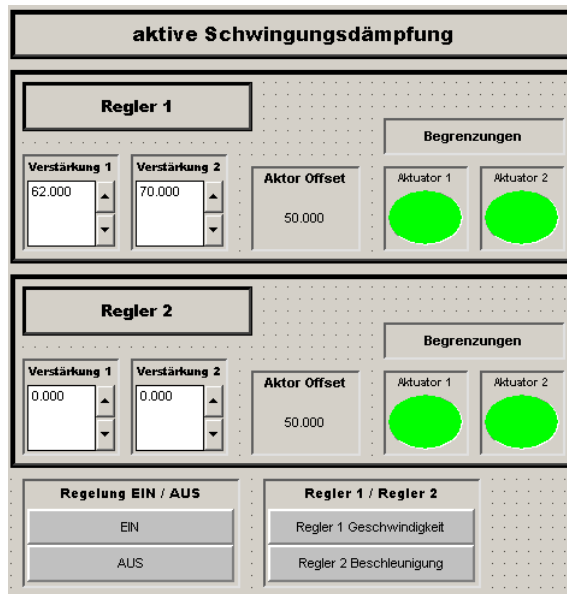 aktive Schwingungsdämpfung
Regler 1
Begrenzungen
Verstärkung 1
Verstärkung 2
62.000
70.000
Aktor Offset
50.000
Aktuator 1
Aktuator 2
Regler 2
Begrenzungen
Verstärkung 1
Verstärkung 2
0.000
0.000
Aktor Offset
50.000
Aktuator 1
Aktuator 2
Regelung EIN / AUS
EIN
AUS
Regler 1 / Regler 2
Regler 1 Geschwindigkeit
Regler 2 Beschleunigung